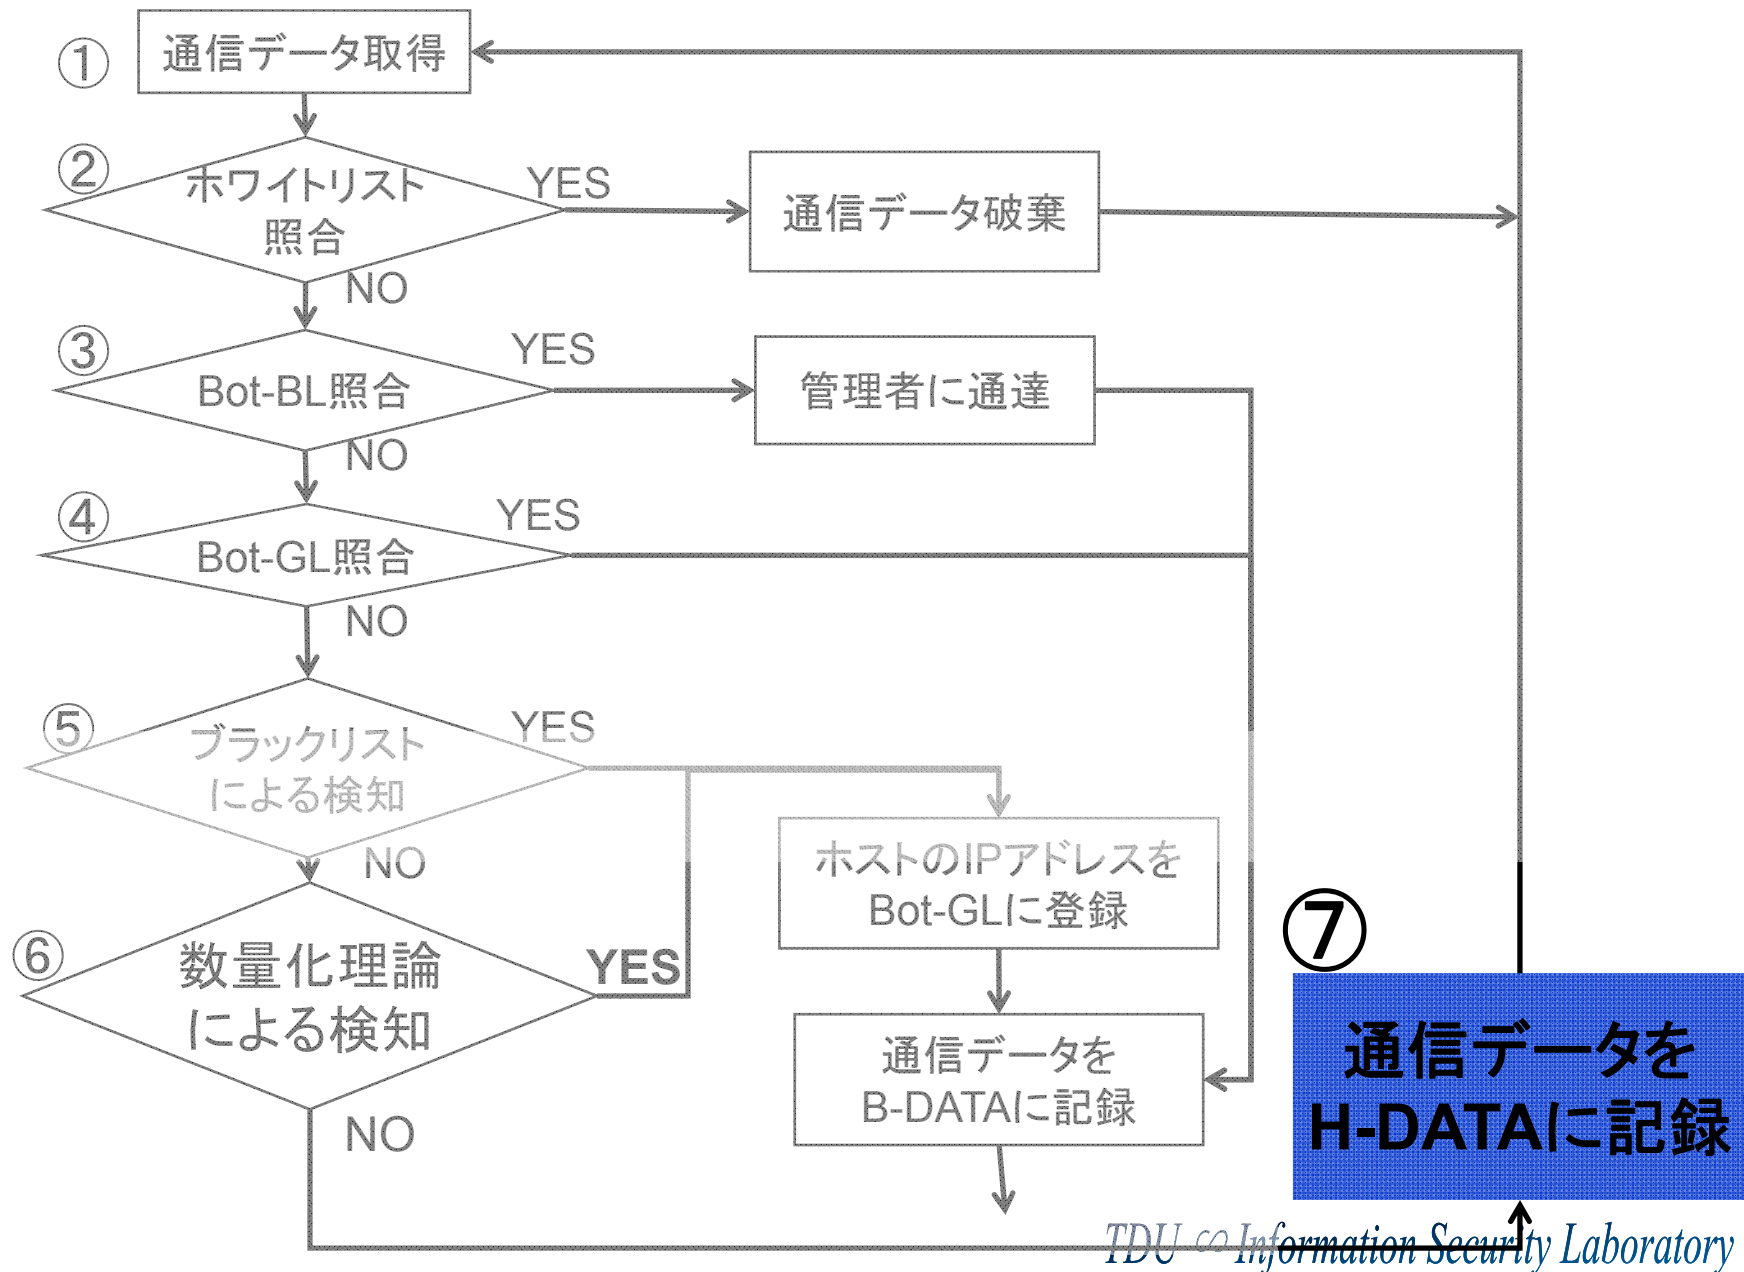 ①
通信データ取得
②
ホワイトリスト
照合
YES
通信データ破棄
NO
③
Bot-BL照合
YES
管理者に通達
NO
④
Bot-GL照合
YES
NO
⑤
ブラックリスト
による検知
YES
NO
ホストのIPアドレスを
Bot-GLに登録
⑥
数量化理論
による検知
YES
NO
通信データを
B-DATAに記録
⑦
通信データを
H-DATAに記録
TDU ∽ Information Security Laboratory